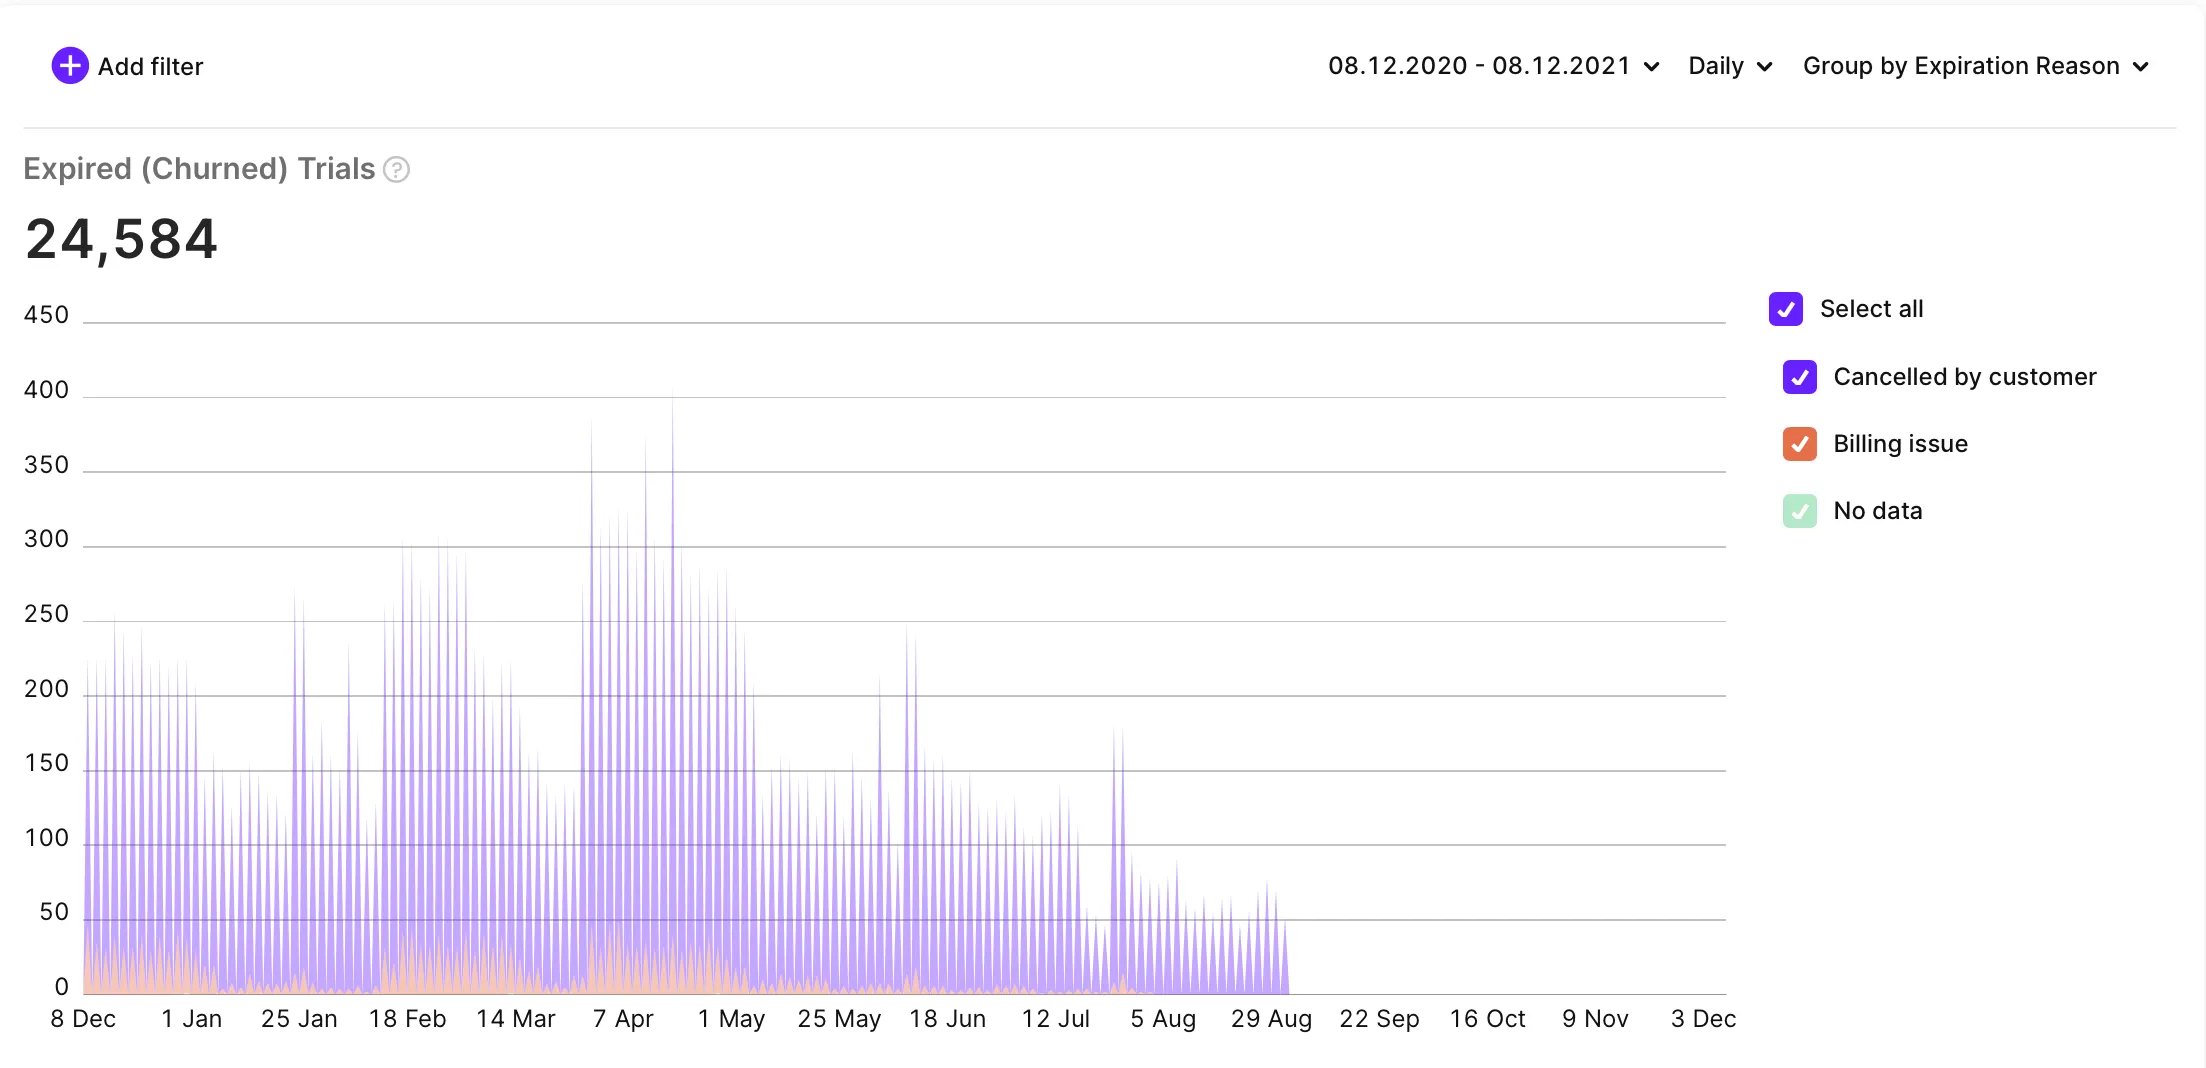 Add filter
08.12.2020 - 08.12.2021
Daily
Group by Expiration Reason
Expired (Churned) Trials ?
24,584
450
400
350
300
250
200
150
100
50
0
8 Dec
1 Jan
25 Jan
18 Feb
14 Mar
7 Apr
1 May
25 May
18 Jun
12 Jul
5 Aug
29 Aug
22 Sep
16 Oct
9 Nov
3 Dec
Select all
Cancelled by customer
Billing issue
No data